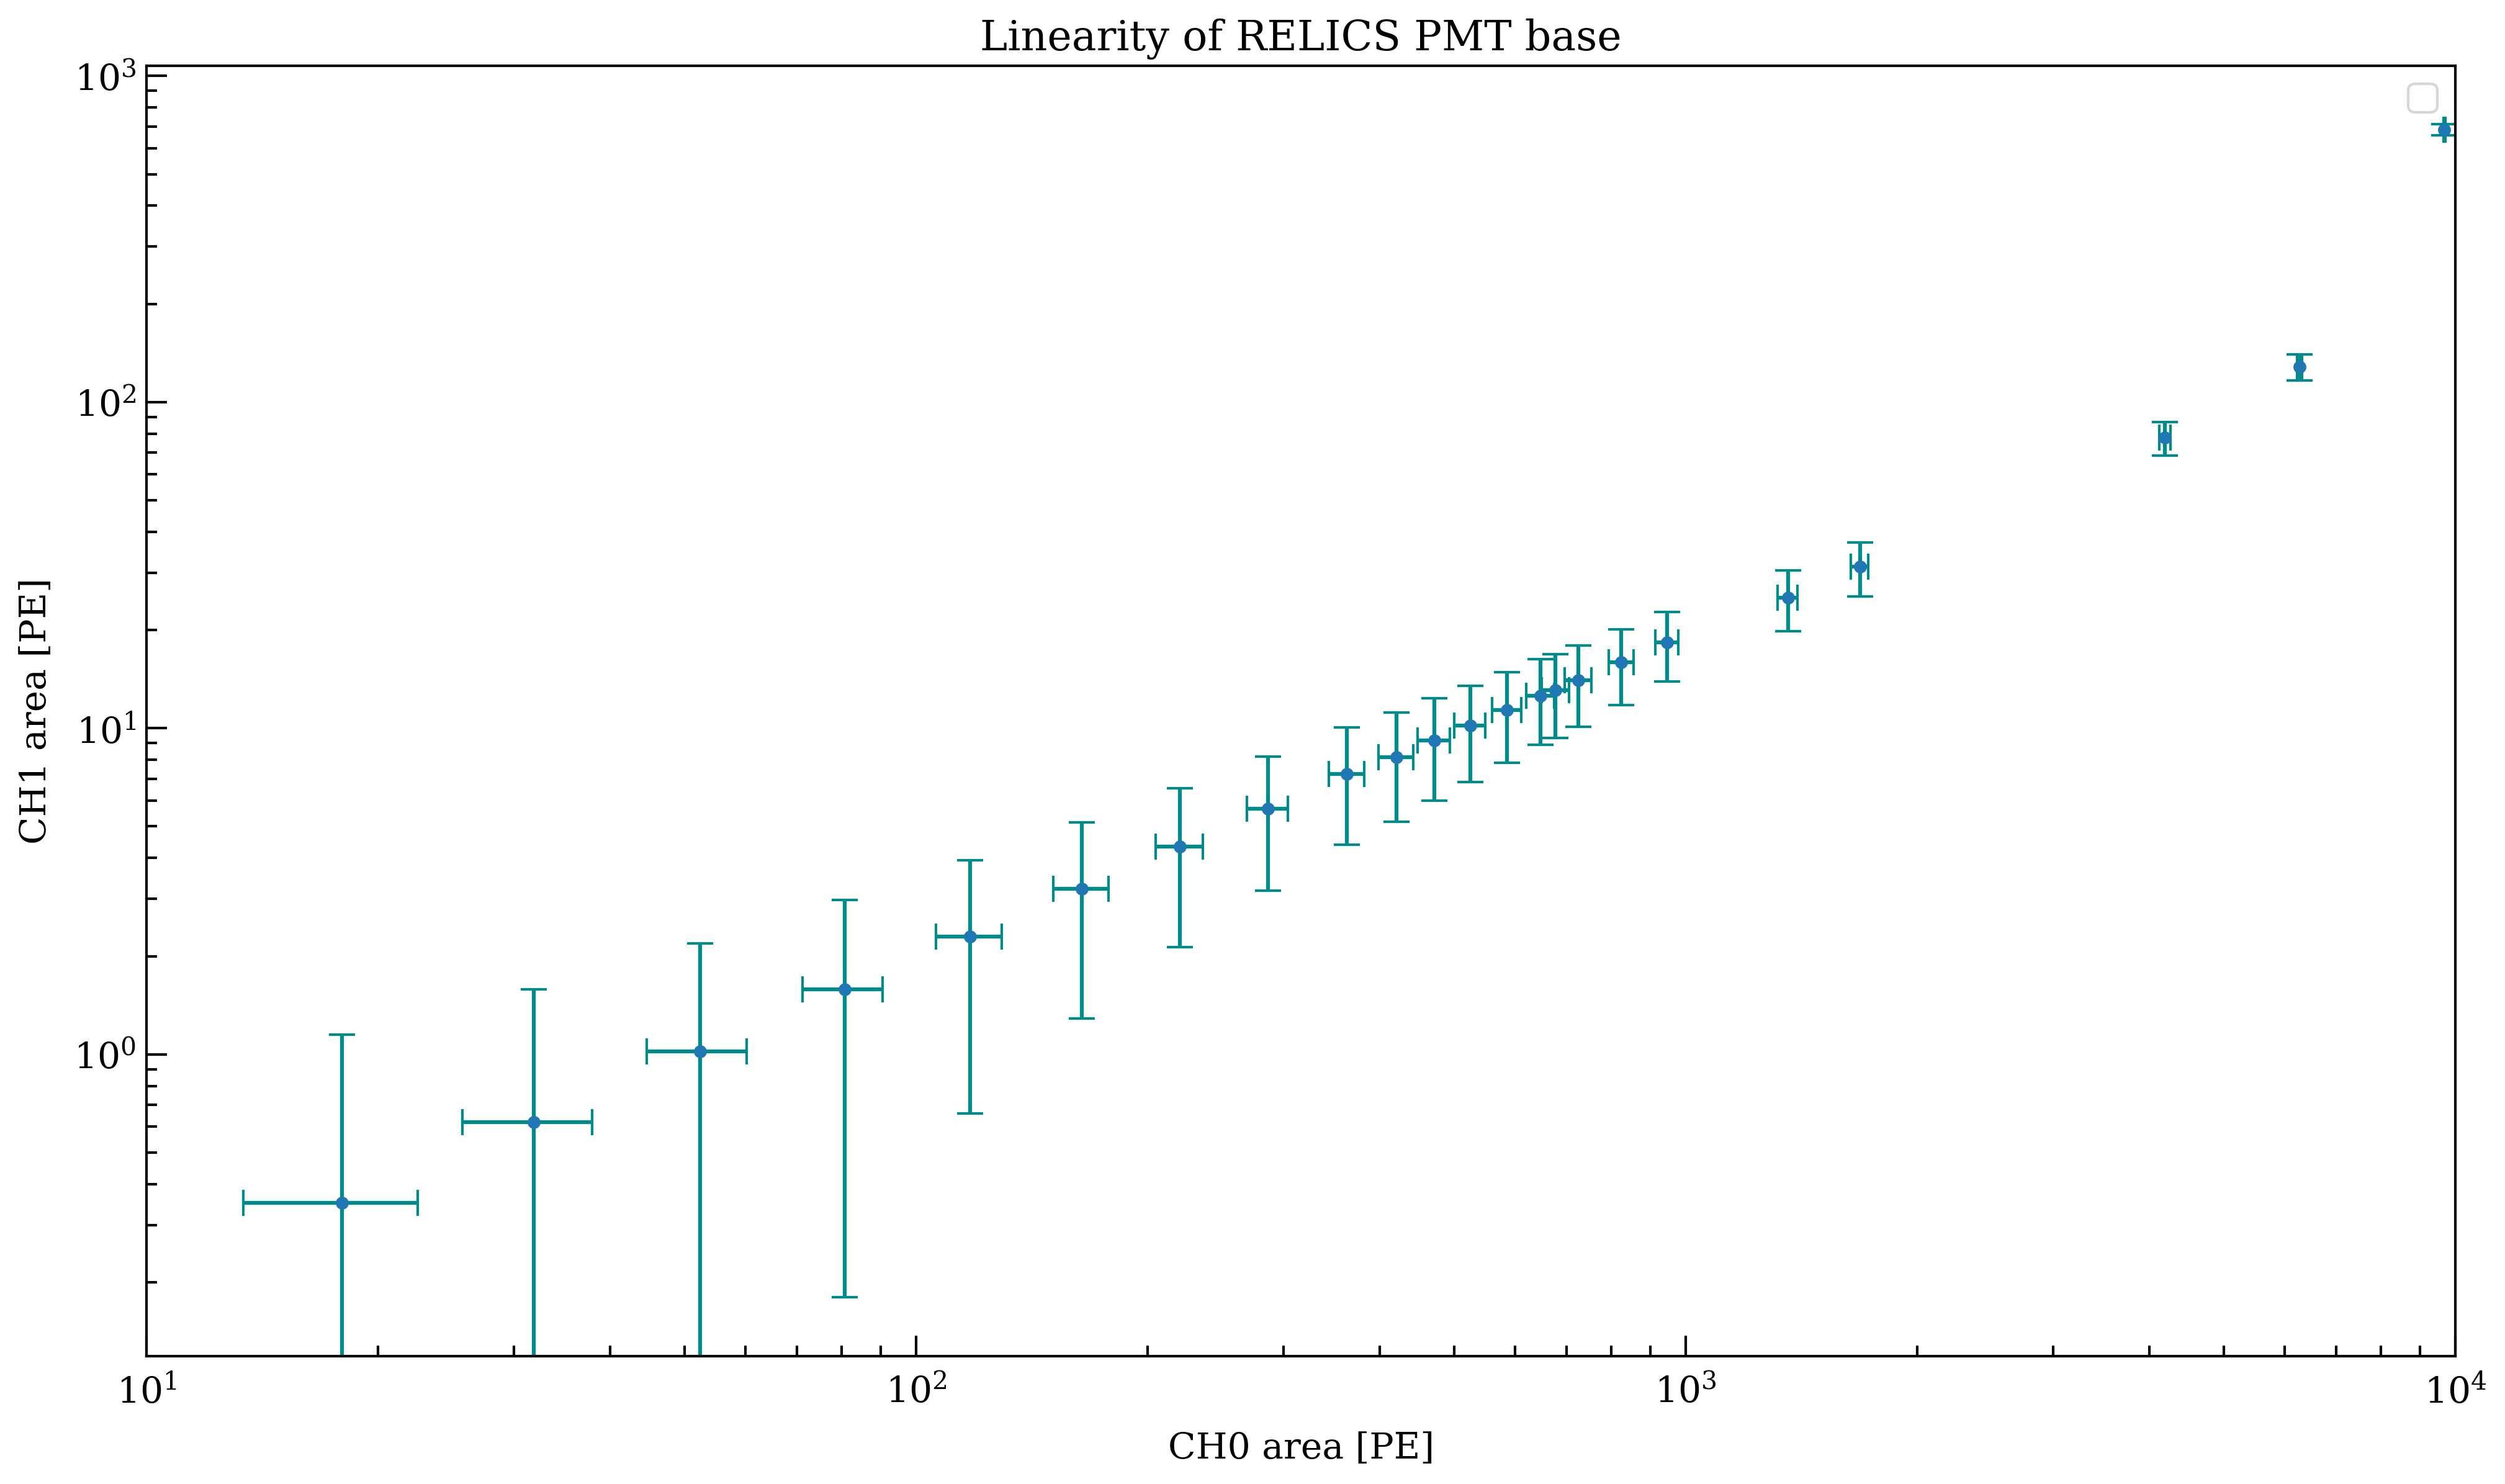 Linearity of RELICS PMT base
10³
10²
10¹
10⁰
CH1 area [PE]
10¹ 10² 10³ 10⁴
CH0 area [PE]